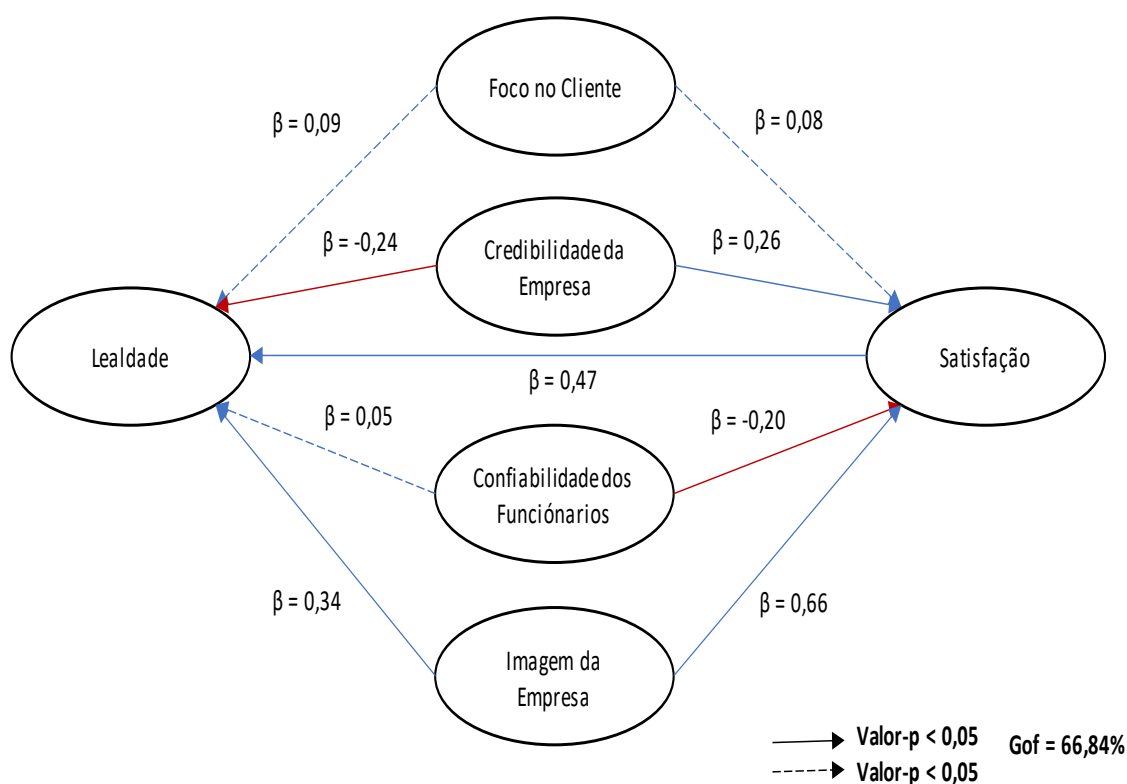 Foco no Cliente
β = 0,09
β = 0,08
β = -0,24
Credibilidade da
Empresa
β = 0,26
Lealdade
Satisfação
β = 0,47
β = 0,05
β = -0,20
Confiabilidade dos
Funciónarios
β = 0,34
β = 0,66
Imagem da
Empresa
Valor-p < 0,05
Gof = 66,84%
Valor-p < 0,05